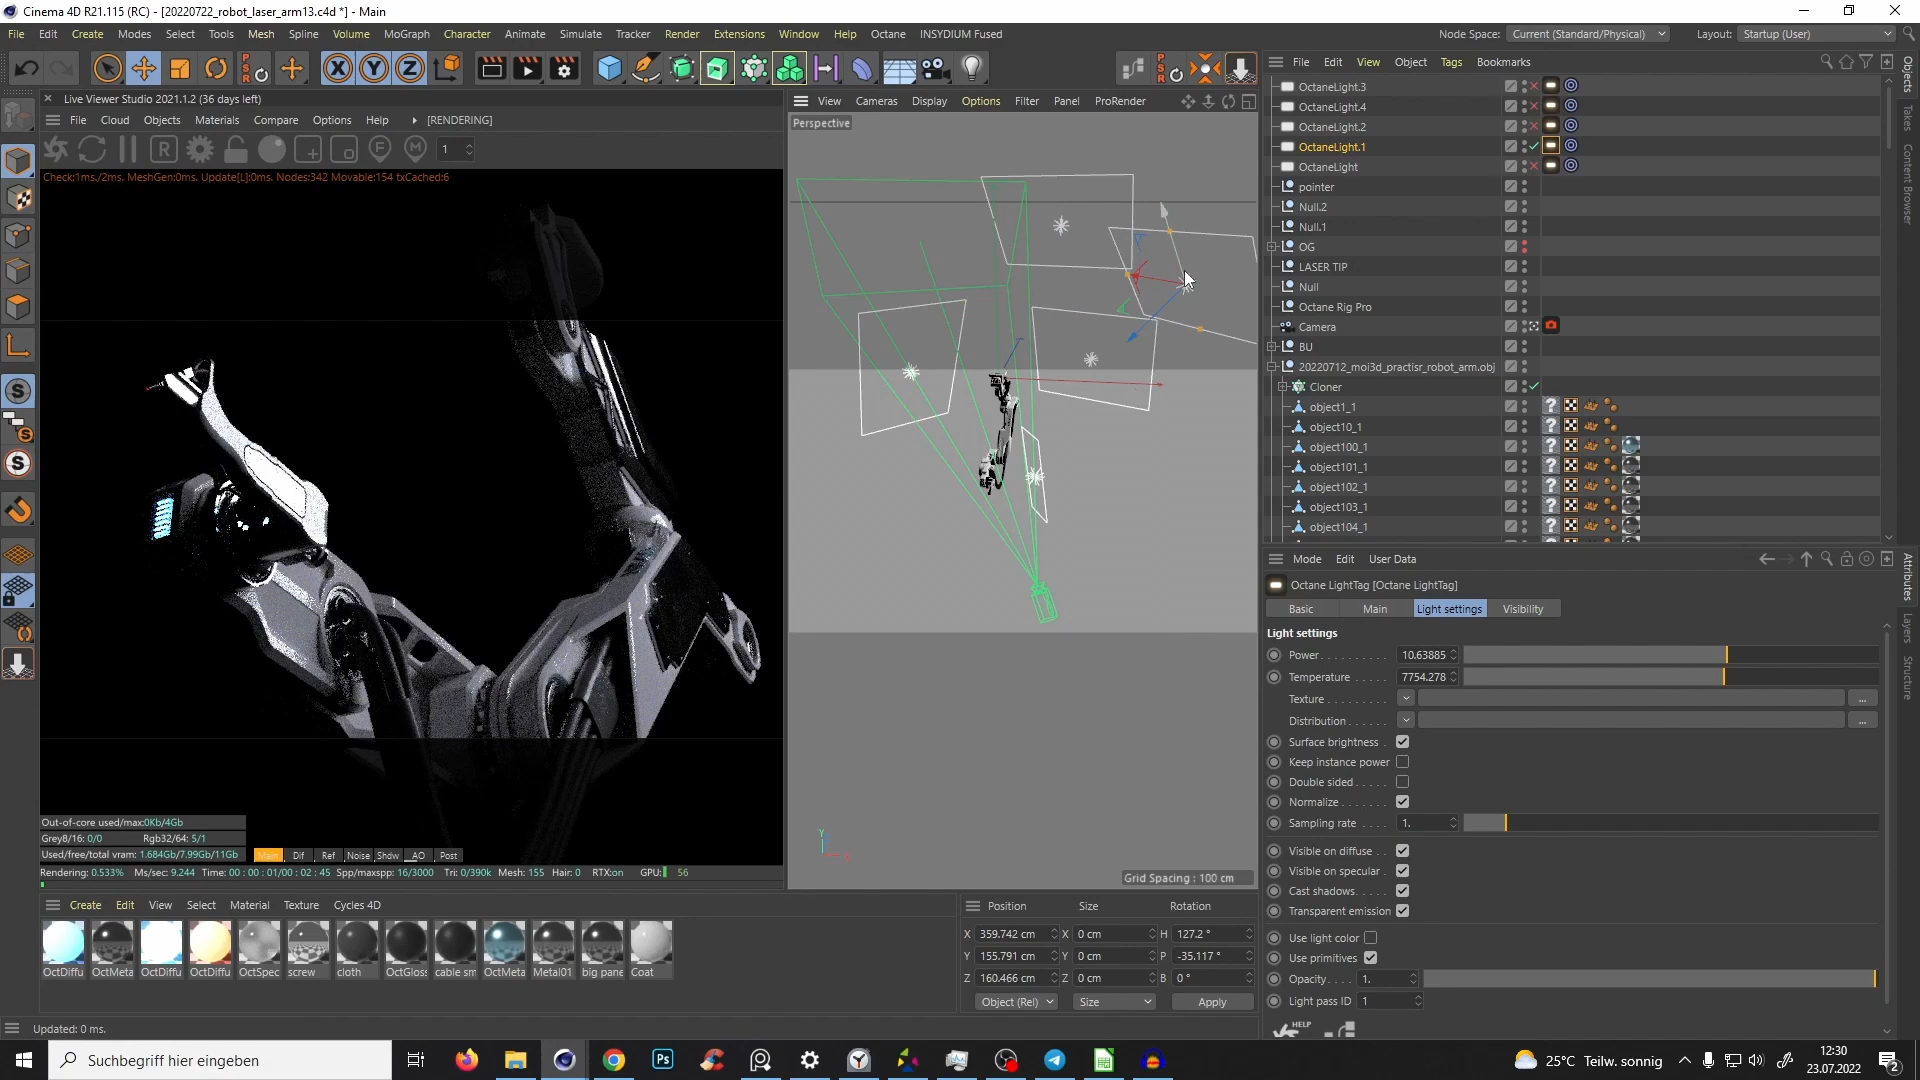 Cinema 4D R21.115 (RC) - [20220722_robot_laser_arm13.c4d *] - Main
File Edit Create Modes Select Tools Mesh Spline Volume MoGraph Character Animate Simulate Tracker Render Extensions Window Help Octane INSYDIUM Fused
Node Space: Current (Standard/Physical) Layout: Startup (User)
PSR
PSR
Live Viewer Studio 2021.1.2 (36 days left)
File Cloud Objects Materials Compare Options Help [RENDERING]
1
Check:1ms./2ms. MeshGen:0ms. Update[L]:0ms. Nodes:342 Movable:154 txCached:6
Out-of-core used/max:0Kb/4Gb
Grey8/16: 0/0 Rgb32/64: 5/1
Used/free/total vram: 1.684Gb/7.99Gb/11Gb
Main Dif Ref Noise Shdw AO Post
Rendering: 0.533% Ms/sec: 9.244 Time: 00 : 00 : 01/00 : 02 : 45 Spp/maxspp: 16/3000 Tri: 0/390k Mesh: 155 Hair: 0 RTX:on GPU: 56
View Cameras Display Options Filter Panel ProRender
Perspective
Y
Grid Spacing : 100 cm
File Edit View Object Tags Bookmarks
OctaneLight.3
OctaneLight.4
OctaneLight.2
OctaneLight.1
OctaneLight
pointer
Null.2
Null.1
OG
LASER TIP
Null
Octane Rig Pro
Camera
BU
20220712_moi3d_practisr_robot_arm.obj
Cloner
object1_1
object10_1
object100_1
object101_1
object102_1
object103_1
object104_1
Objects
Takes
Content Browser
Mode Edit User Data
Octane LightTag [Octane LightTag]
Basic Main Light settings Visibility
Light settings
Power 10.63885
Temperature 7754.278
Texture ...
Distribution ...
Surface brightness
Keep instance power
Double sided
Normalize
Sampling rate 1.
Visible on diffuse
Visible on specular
Cast shadows
Transparent emission
Use light color
Use primitives
Opacity 1.
Light pass ID 1
HELP
Attributes
Layers
Structure
Create Edit View Select Material Texture Cycles 4D
OctDiffu OctMeta OctDiffu OctDiffu OctSpec screw cloth OctGloss cable sm OctMeta Metal01 big pane Coat
Position Size Rotation
X 359.742 cm X 0 cm H 127.2 °
Y 155.791 cm Y 0 cm P -35.117 °
Z 160.466 cm Z 0 cm B 0 °
Object (Rel) Size Apply
Updated: 0 ms.
Suchbegriff hier eingeben
Ps
25°C Teilw. sonnig
12:30
23.07.2022
2